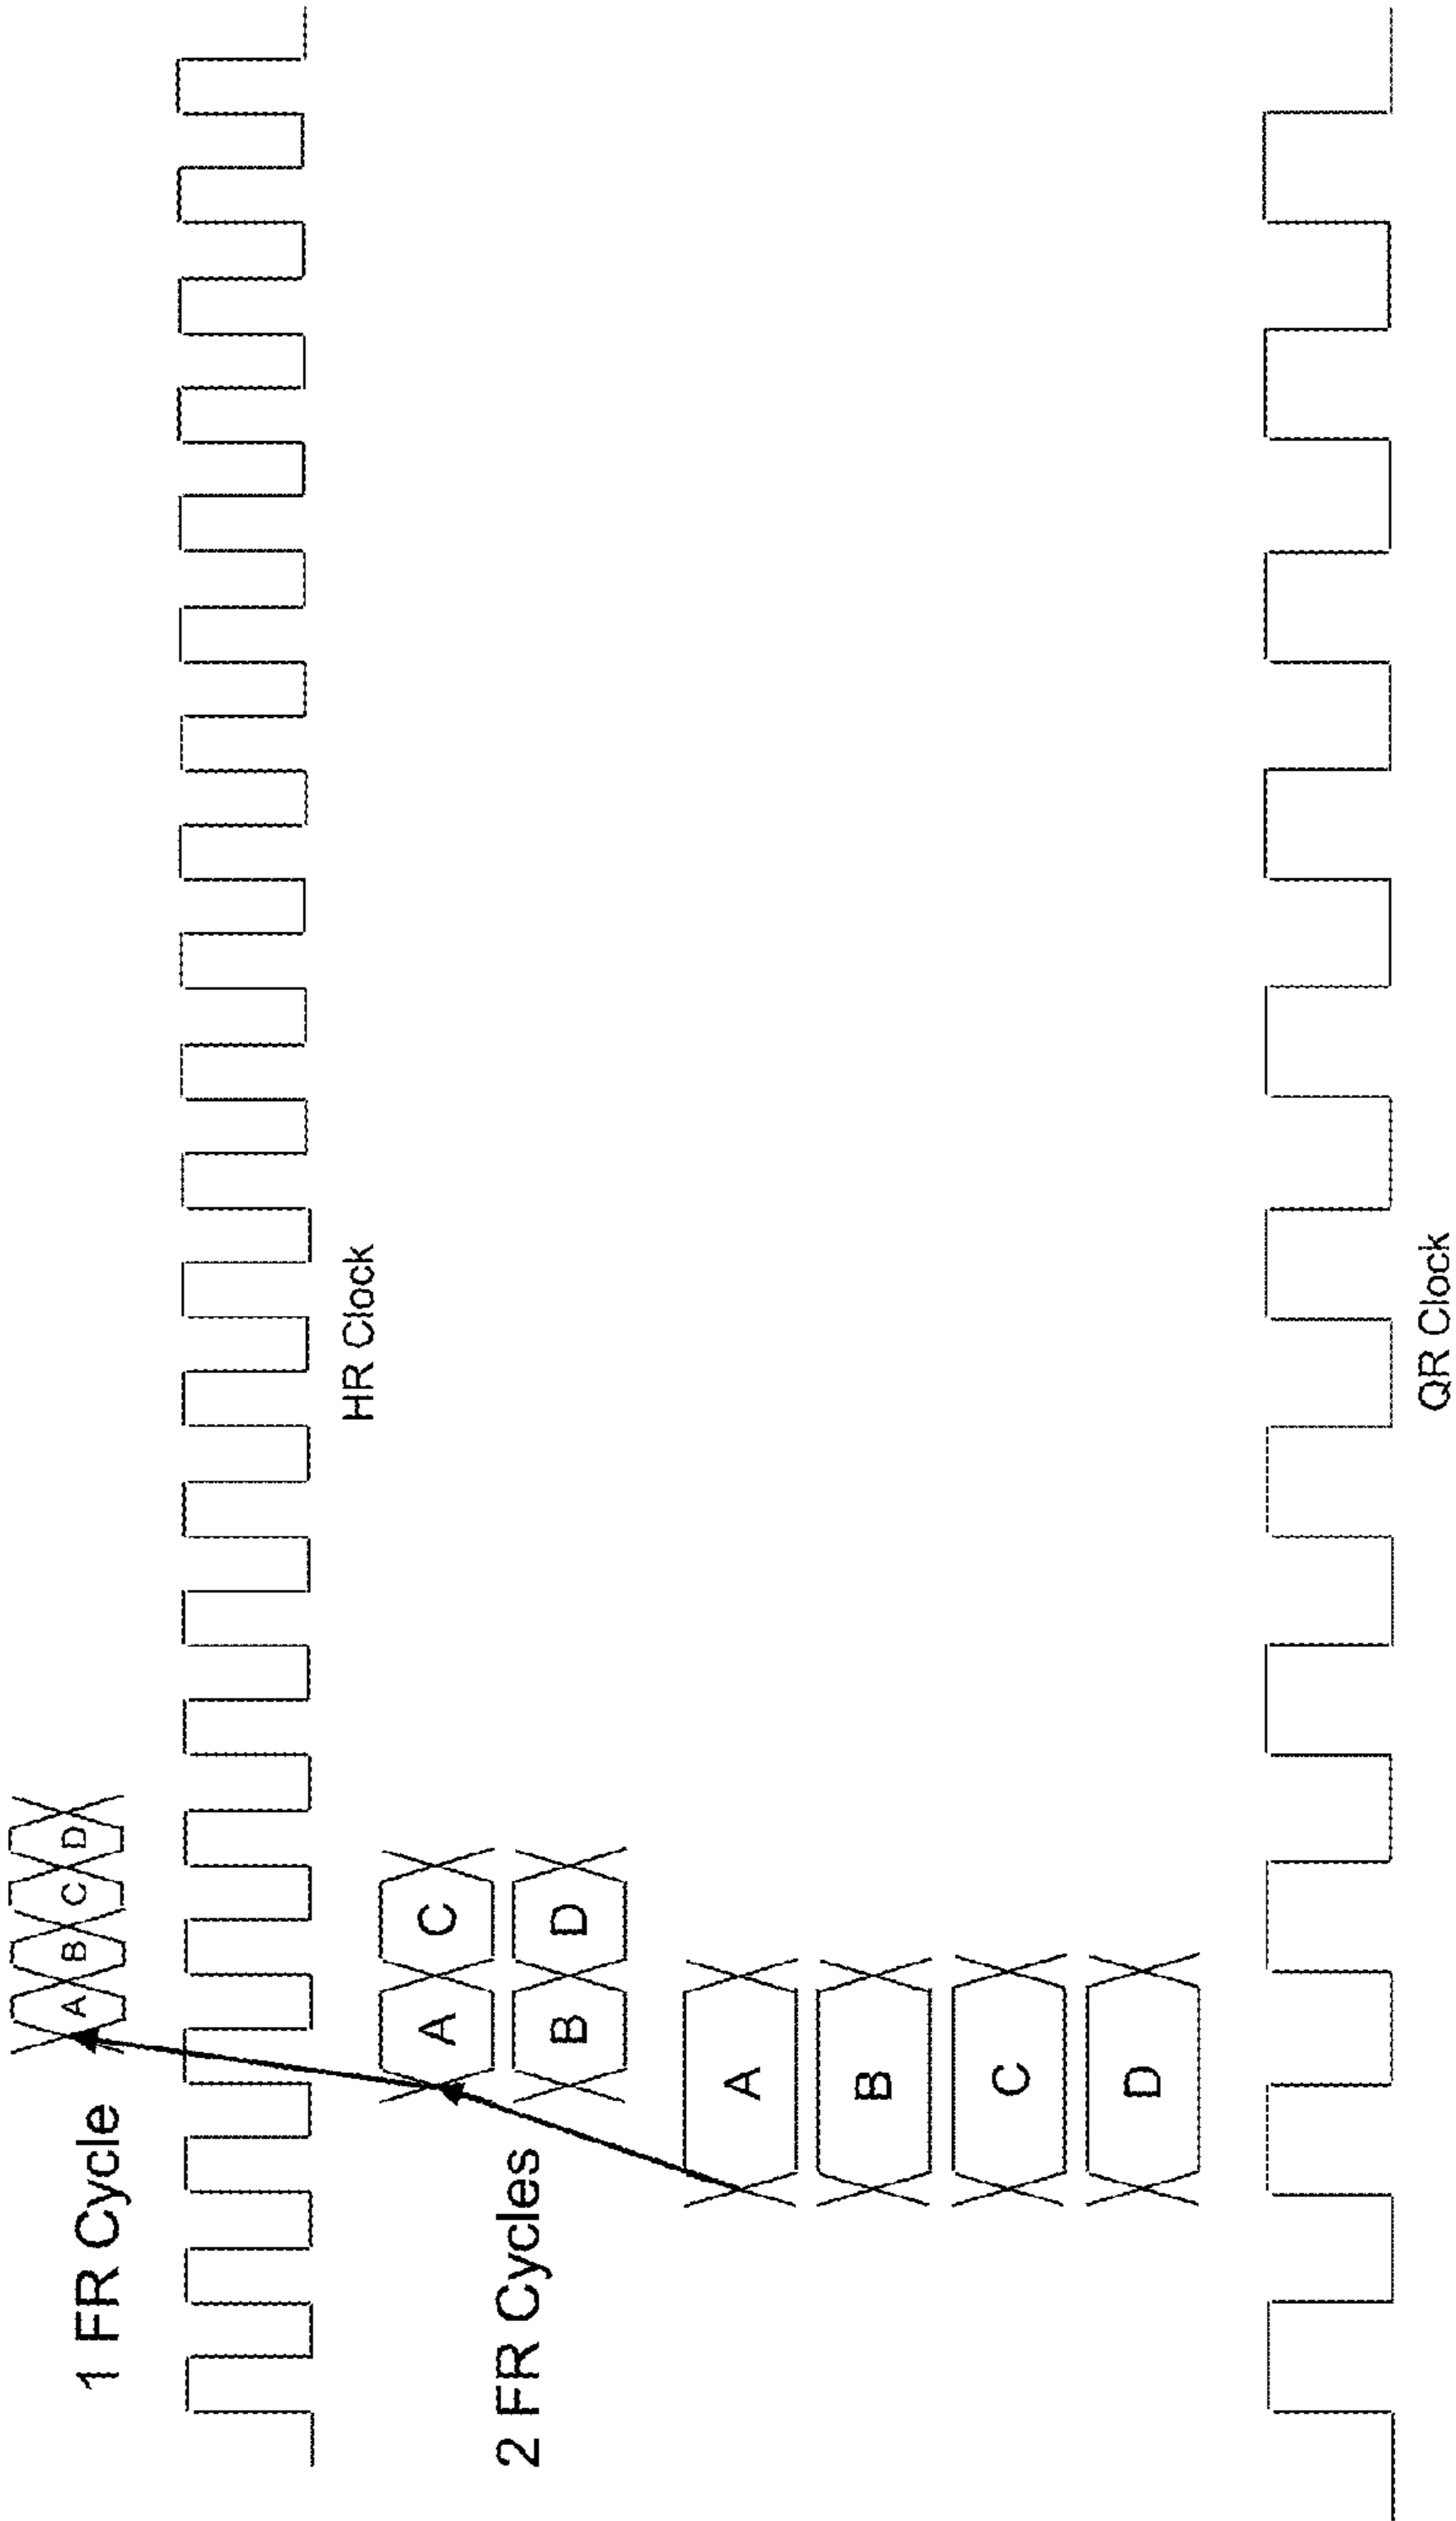 A B C D
1 FR Cycle
HR Clock
A C
B D
2 FR Cycles
A
B
C
D
QR Clock